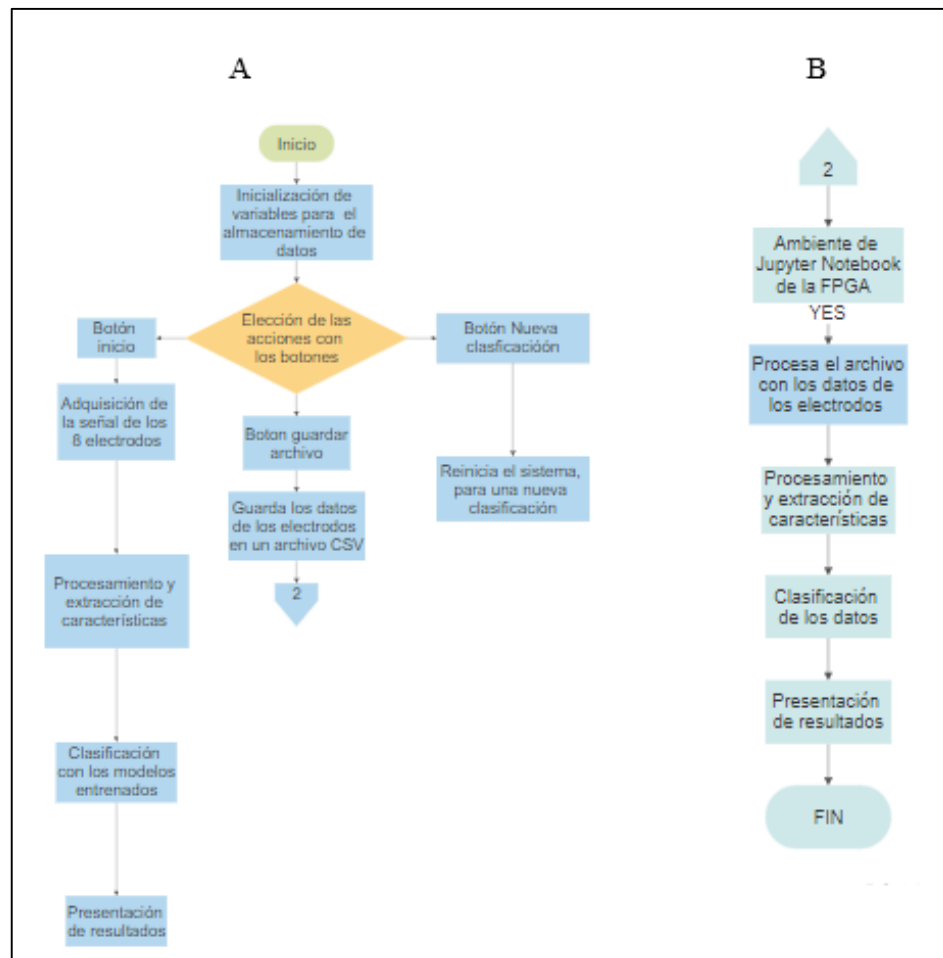 A
Inicio
Inicialización de
variables para el
almacenamiento de
datos
Elección de las
acciones con
los botones
Botón
inicio
Adquisición de
la señal de los
8 electrodos
Procesamiento y
extracción de
características
Clasificación
con los modelos
entrenados
Presentación
de resultados
Boton guardar
archivo
Guarda los datos
de los electrodos
en un archivo CSV
2
Botón Nueva
clasficacióón
Reinicia el sistema,
para una nueva
clasificación
B
2
Ambiente de
Jupyter Notebook
de la FPGA
YES
Procesa el archivo
con los datos de
los electrodos
Procesamiento
y extracción de
características
Clasificación
de los datos
Presentación
de resultados
FIN